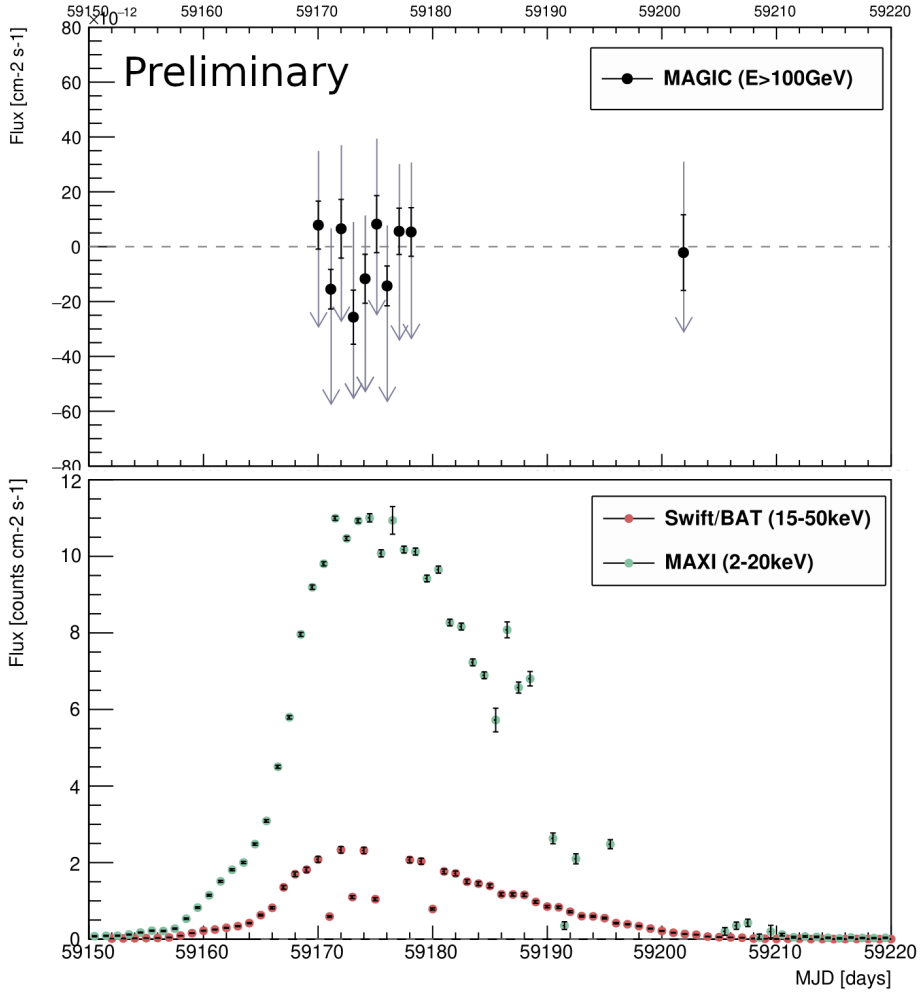 59150 59160 59170 59180 59190 59200 59210 59220
×10−12
80
Preliminary
MAGIC (E>100GeV)
60
40
20
0
−20
−40
−60
−80
Flux [cm-2 s-1]
12
Swift/BAT (15-50keV)
MAXI (2-20keV)
10
8
6
4
2
0
Flux [counts cm-2 s-1]
59150 59160 59170 59180 59190 59200 59210 59220
MJD [days]